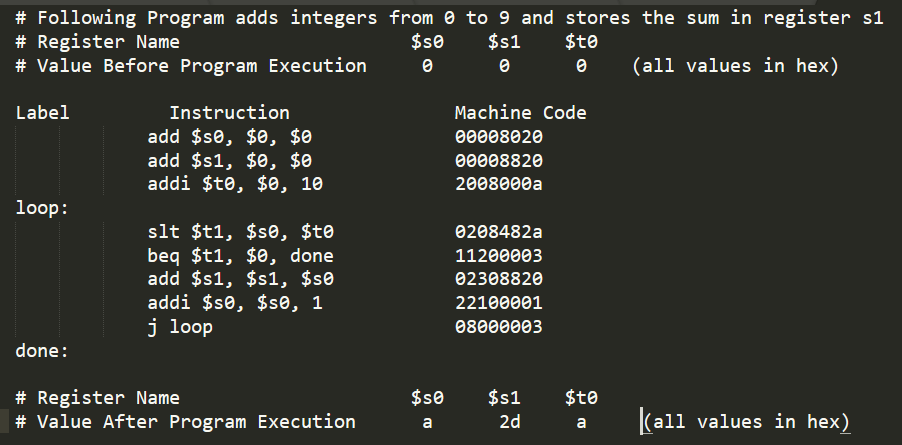 # Following Program adds integers from 0 to 9 and stores the sum in register s1
# Register Name $s0 $s1 $t0
# Value Before Program Execution 0 0 0 (all values in hex)
Label Instruction Machine Code
add $s0, $0, $0 00008020
add $s1, $0, $0 00008820
addi $t0, $0, 10 2008000a
loop:
slt $t1, $s0, $t0 0208482a
beq $t1, $0, done 11200003
add $s1, $s1, $s0 02308820
addi $s0, $s0, 1 22100001
j loop 08000003
done:
# Register Name $s0 $s1 $t0
# Value After Program Execution a 2d a (all values in hex)